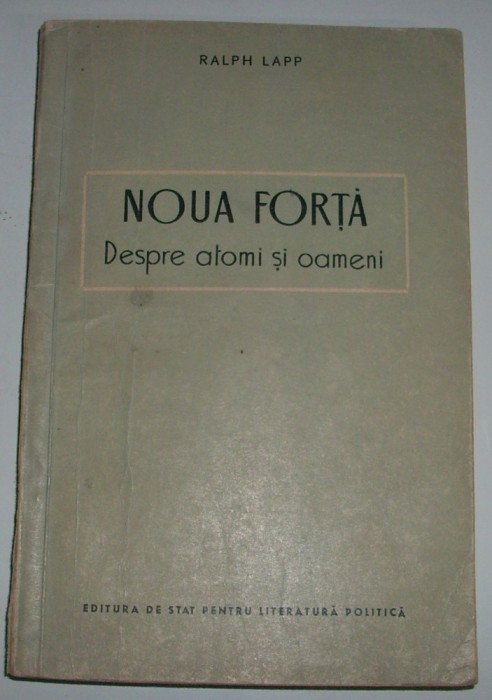 RALPH LAPP
NOUA FORȚĂ
Despre atomi și oameni
EDITURA DE STAT PENTRU LITERATURĂ POLITICĂ